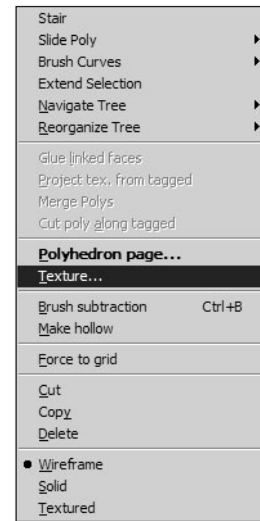 Stair
Slide Poly
Brush Curves
Extend Selection
Navigate Tree
Reorganize Tree
Glue linked faces
Project tex. from tagged
Merge Polys
Cut poly along tagged
Polyhedron page...
Texture...
Brush subtraction Ctrl+B
Make hollow
Force to grid
Cut
Copy
Delete
Wireframe
Solid
Textured